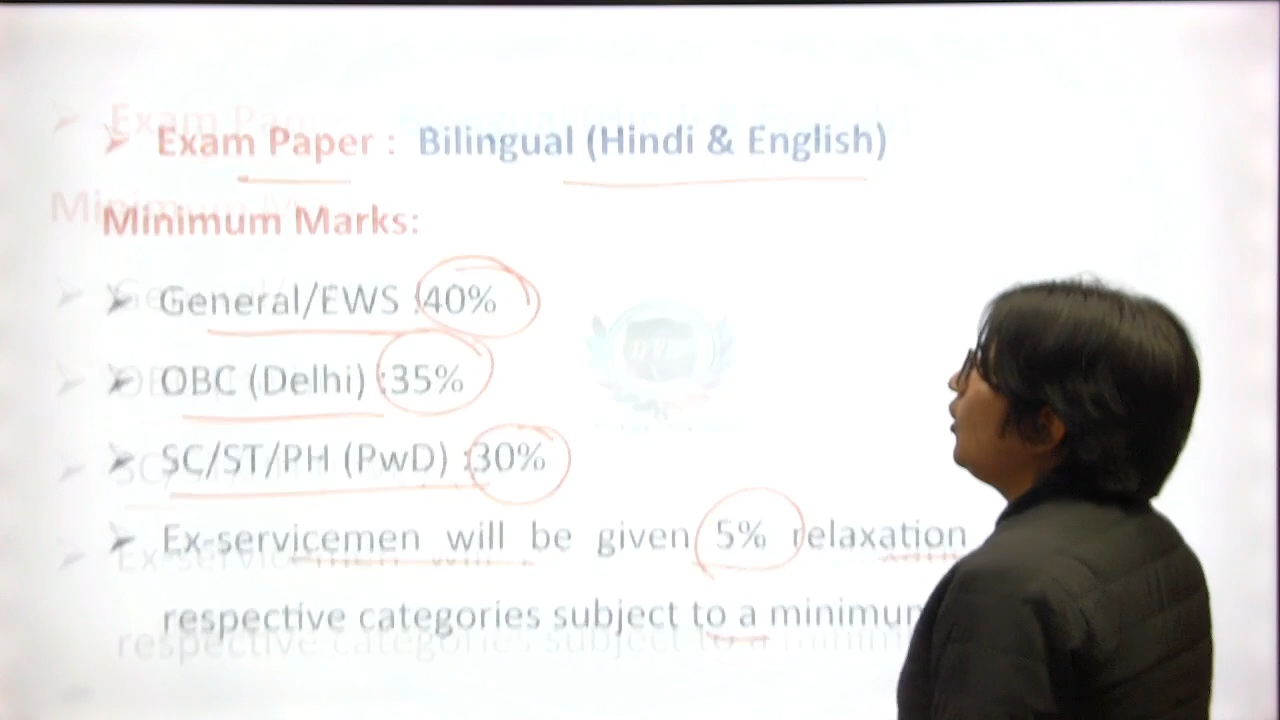 ➢ Exam Paper : Bilingual (Hindi & English)
Minimum Marks:
➢ General/EWS :40%
➢ OBC (Delhi) :35%
➢ SC/ST/PH (PwD) :30%
➢ Ex-servicemen will be given 5% relaxation
respective categories subject to a minimum